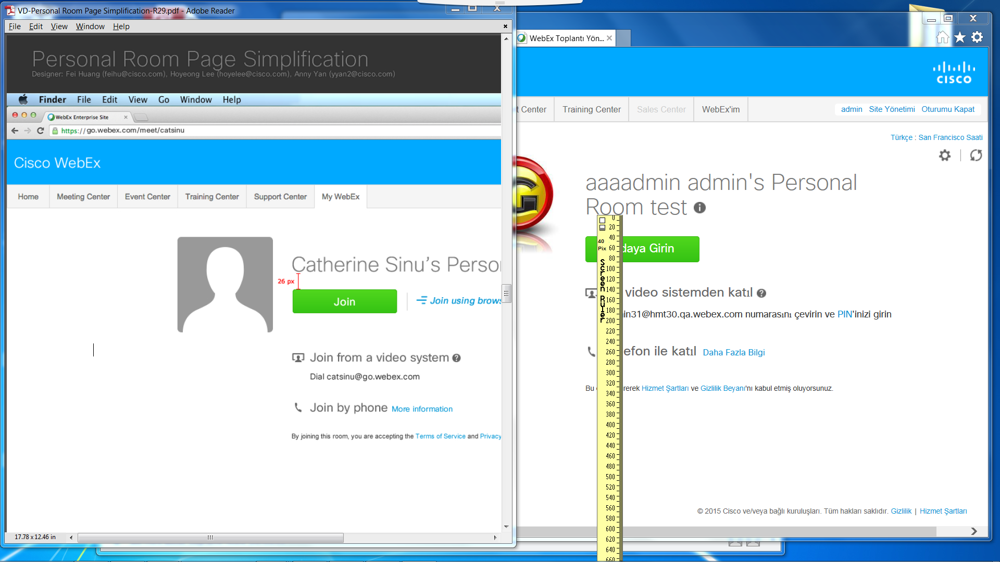 VD-Personal Room Page Simplification-R29.pdf - Adobe Reader
File Edit View Window Help
Personal Room Page Simplification
Designer: Fei Huang (feihu@cisco.com), Hoyeong Lee (hoyelee@cisco.com), Anny Yan (yyan2@cisco.com)
Finder File Edit View Go Window Help
WebEx Enterprise Site
https://go.webex.com/meet/catsinu
Cisco WebEx
Home Meeting Center Event Center Training Center Support Center My WebEx
Catherine Sinu's Perso
26 px
Join
Join using brows
Join from a video system
Dial catsinu@go.webex.com
Join by phone More information
By joining this room, you are accepting the Terms of Service and Privacy
17.78 x 12.46 in
WebEx Toplantı Yön...
CISCO
t Center Training Center Sales Center WebEx'im
admin Site Yönetimi Oturumu Kapat
Türkçe : San Francisco Saati
aaaadmin admin's Personal
Room test
daya Girin
video sistemden katıl
in31@hmt30.qa.webex.com numarasını çevirin ve PIN'inizi girin
efon ile katıl Daha Fazla Bilgi
Bu rerek Hizmet Şartları ve Gizlilik Beyanı'nı kabul etmiş oluyorsunuz.
© 2015 Cisco ve/veya bağlı kuruluşları. Tüm hakları saklıdır. Gizlilik | Hizmet Şartları
40
Pix
Screen Ruler
0
20
40
60
80
100
120
140
160
180
200
220
240
260
280
300
320
340
360
380
400
420
440
460
480
500
520
540
560
580
600
620
640
660